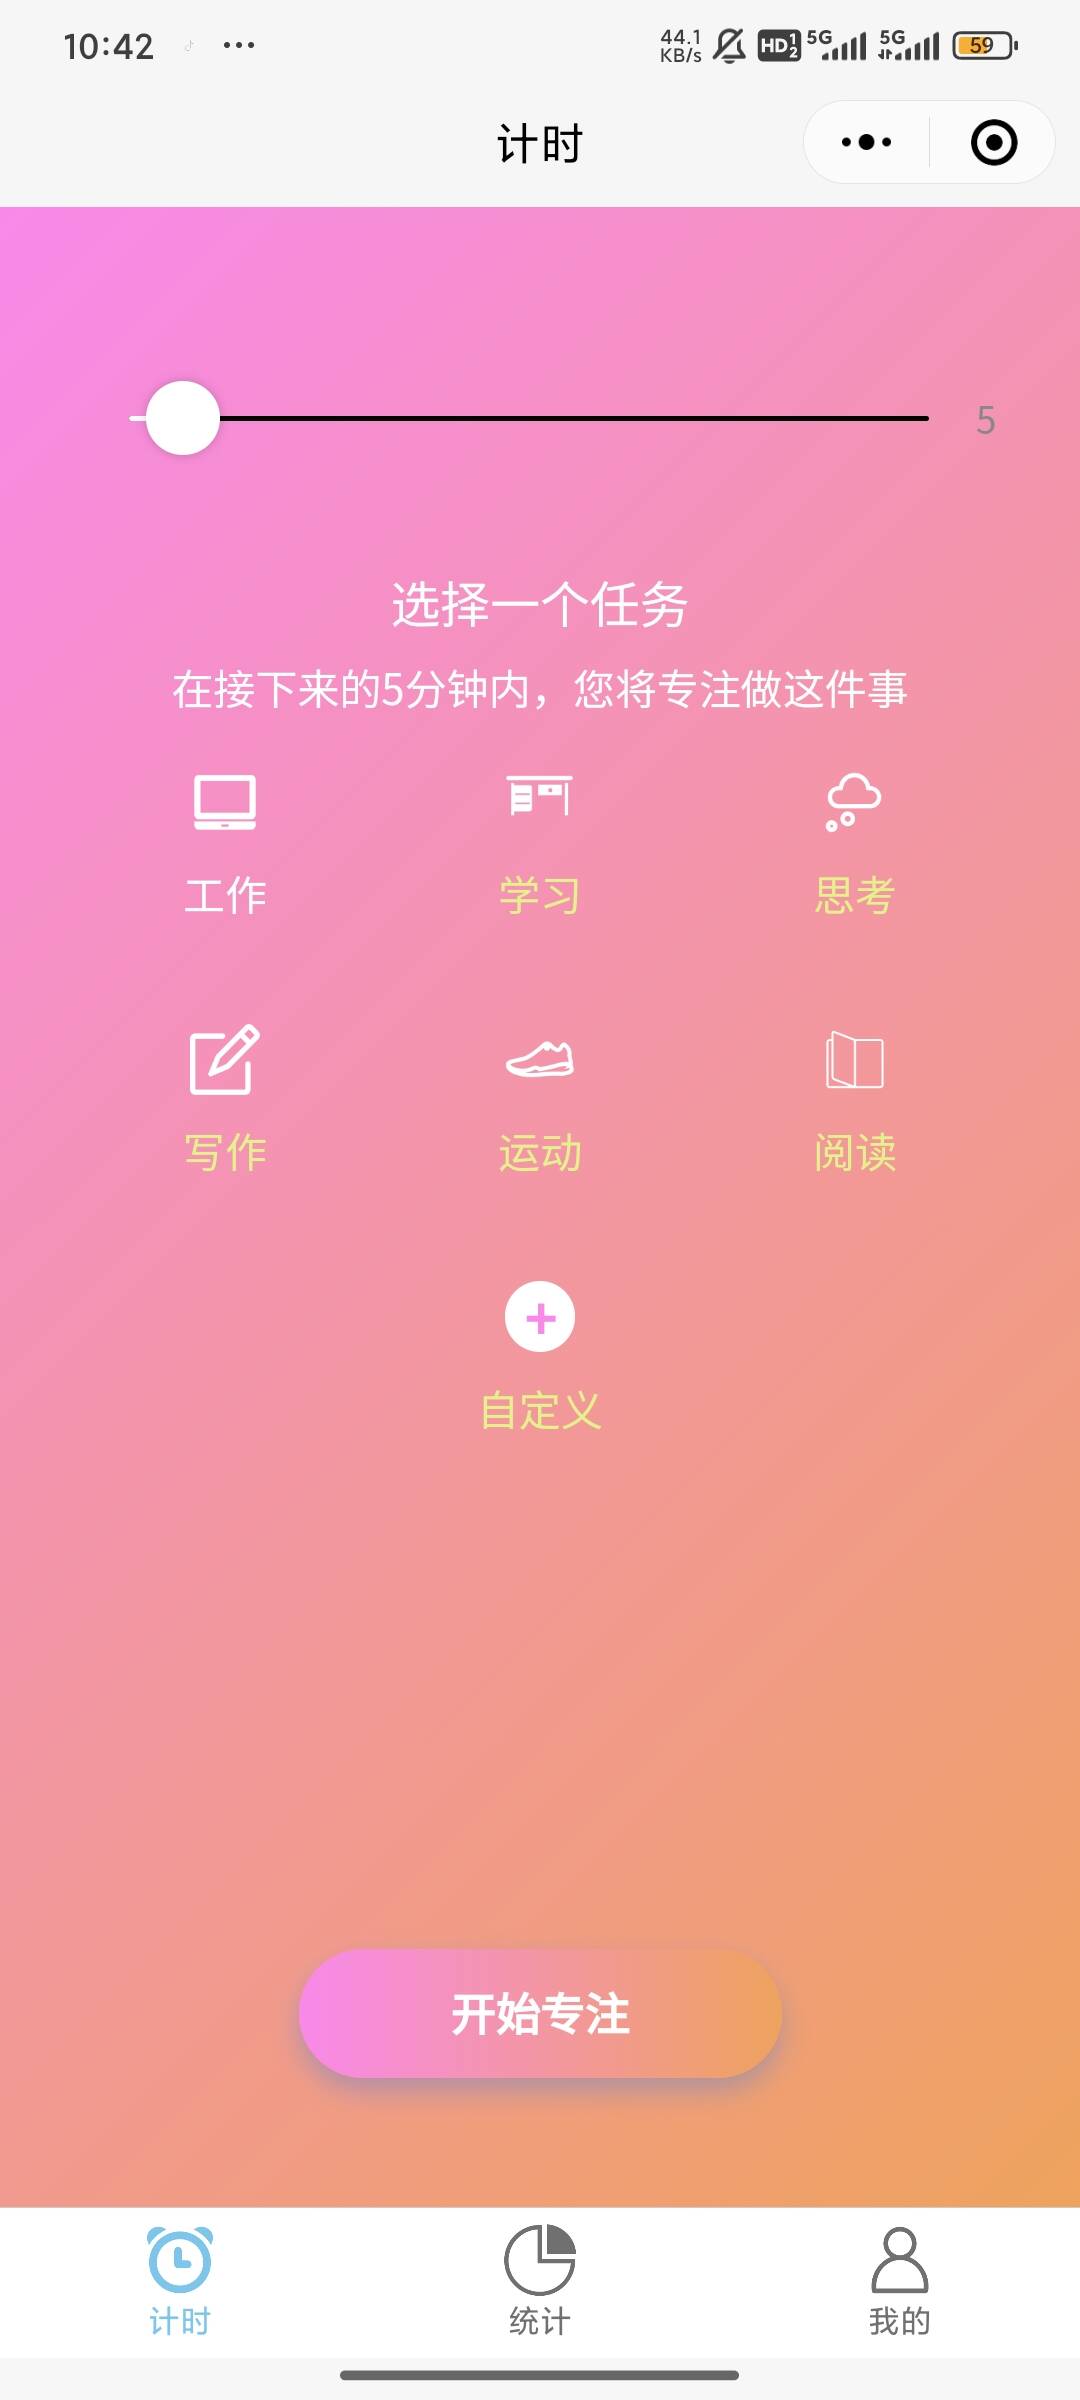 10:42
44.1
KB/s
HD 1 2
5G
5G
59
计时
5
选择一个任务
在接下来的5分钟内，您将专注做这件事
工作
学习
思考
写作
运动
阅读
自定义
开始专注
计时
统计
我的